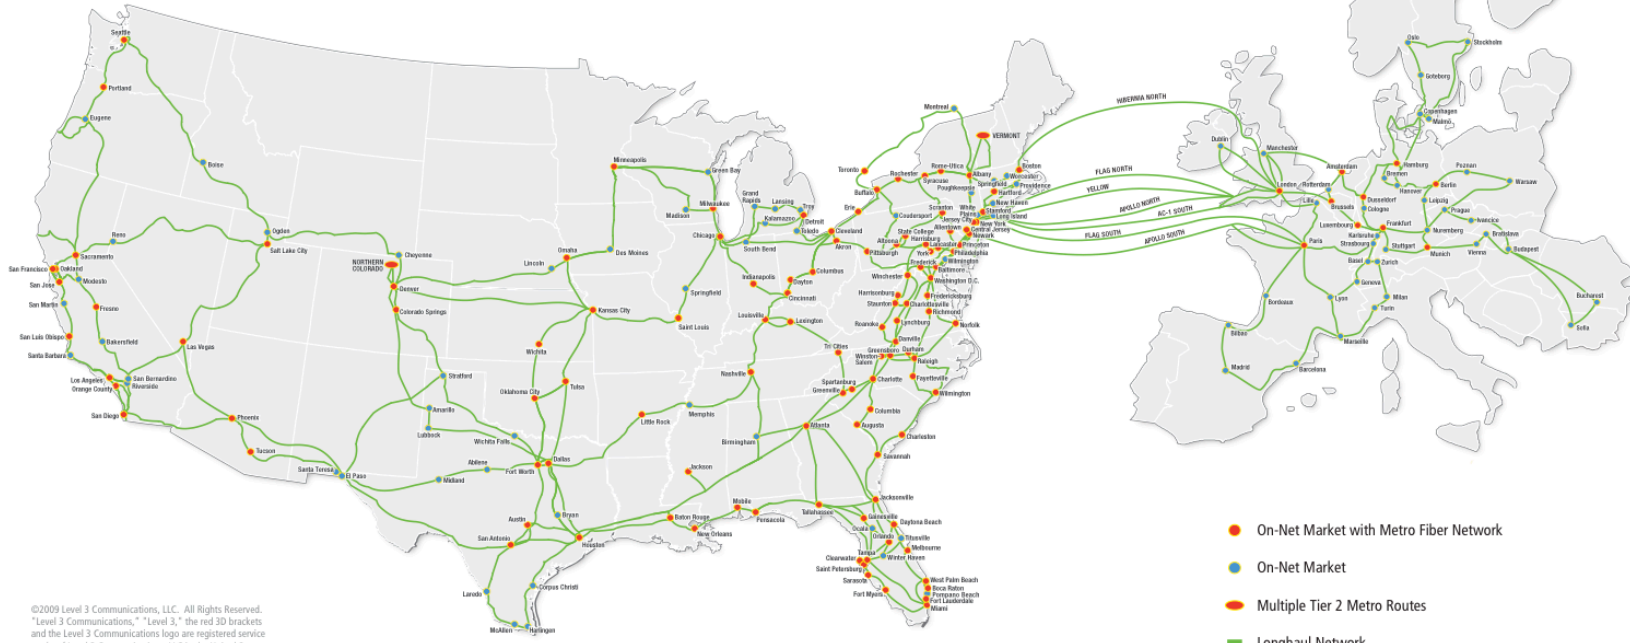 Seattle
Portland
Eugene
Boise
Ogden
Salt Lake City
Reno
Sacramento
San Francisco
Oakland
San Jose
Modesto
San Martin
Fresno
San Luis Obispo
Bakersfield
Santa Barbara
Las Vegas
Los Angeles
Orange County
San Bernardino
Riverside
San Diego
Phoenix
Tucson
Santa Teresa
El Paso
NORTHERN
COLORADO
Cheyenne
Denver
Colorado Springs
Stratford
Amarillo
Lubbock
Wichita Falls
Abilene
Midland
Fort Worth
Dallas
Austin
Bryan
San Antonio
Houston
Corpus Christi
Laredo
McAllen
Harlingen
Minneapolis
Green Bay
Madison
Milwaukee
Chicago
Des Moines
Omaha
Lincoln
Kansas City
Springfield
Saint Louis
Wichita
Oklahoma City
Tulsa
Little Rock
Memphis
Nashville
Birmingham
Jackson
Baton Rouge
New Orleans
Mobile
Pensacola
Tallahassee
Grand
Rapids
Lansing
Troy
Kalamazoo
Detroit
Toledo
South Bend
Cleveland
Akron
Indianapolis
Columbus
Dayton
Cincinnati
Louisville
Lexington
Tri Cities
Spartanburg
Greenville
Charlotte
Atlanta
Columbia
Augusta
Charleston
Savannah
Jacksonville
Gainesville
Daytona Beach
Ocala
Orlando
Titusville
Melbourne
Tampa
Winter Haven
Clearwater
Saint Petersburg
Sarasota
Fort Myers
West Palm Beach
Boca Raton
Pompano Beach
Fort Lauderdale
Miami
Montreal
VERMONT
Toronto
Buffalo
Rochester
Rome-Utica
Syracuse
Albany
Poughkeepsie
Springfield
Boston
Worcester
Providence
Hartford
New Haven
Stamford
Long Island
Erie
Coudersport
Scranton
White
Plains
New York
Jersey City
Central Jersey
Newark
Allentown
State College
Altoona
Harrisburg
Lancaster
Princeton
Pittsburgh
York
Philadelphia
Wilmington
Frederick
Baltimore
Winchester
Washington D.C.
Harrisonburg
Fredericksburg
Staunton
Charlottesville
Richmond
Roanoke
Lynchburg
Norfolk
Danville
Greensboro
Durham
Winston-
Salem
Raleigh
Fayetteville
Wilmington
HIBERNIA NORTH
FLAG NORTH
YELLOW
APOLLO NORTH
AC-1 SOUTH
FLAG SOUTH
APOLLO SOUTH
Oslo
Stockholm
Goteborg
Copenhagen
Malmö
Dublin
Manchester
London
Amsterdam
Rotterdam
Hamburg
Bremen
Hannover
Berlin
Poznan
Warsaw
Lille
Brussels
Dusseldorf
Cologne
Leipzig
Prague
Luxembourg
Frankfurt
Nuremberg
Ivancice
Karlsruhe
Strasbourg
Stuttgart
Bratislava
Paris
Munich
Vienna
Budapest
Basel
Zurich
Geneva
Lyon
Milan
Turin
Bordeaux
Bilbao
Marseille
Madrid
Barcelona
Bucharest
Sofia
On-Net Market with Metro Fiber Network
On-Net Market
Multiple Tier 2 Metro Routes
Longhaul Network
©2009 Level 3 Communications, LLC. All Rights Reserved.
"Level 3 Communications," "Level 3," the red 3D brackets
and the Level 3 Communications logo are registered service